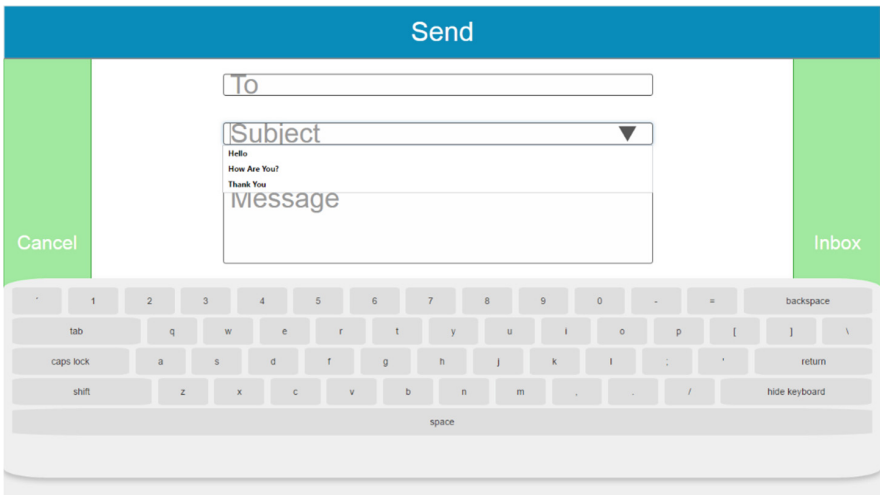 Send
To
Subject
Hello
How Are You?
Thank You
Message
Cancel
Inbox
` 1 2 3 4 5 6 7 8 9 0 - = backspace
tab q w e r t y u i o p [ ] \
caps lock a s d f g h j k l ; ' return
shift z x c v b n m , . / hide keyboard
space